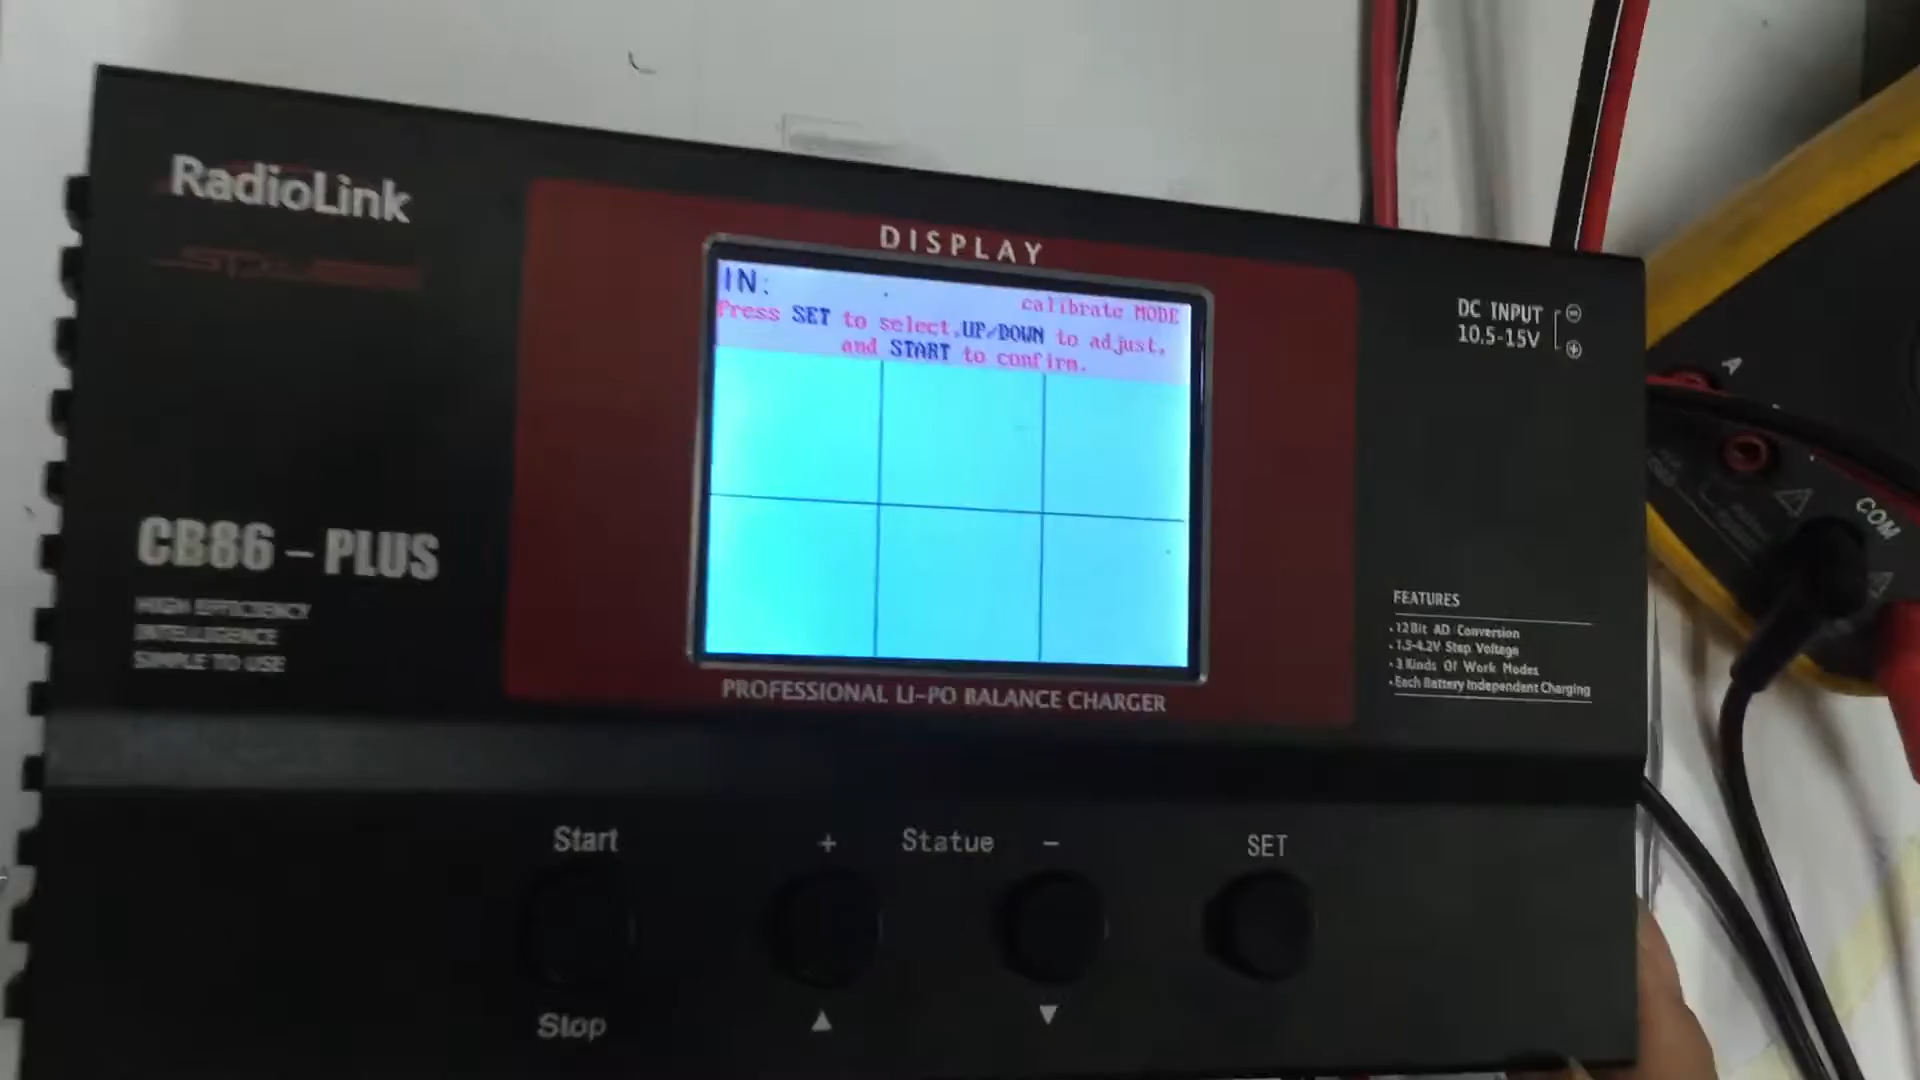 RadioLink
DISPLAY
IN:
calibrate MODE
Press SET to select,UP/DOWN to adjust,
and START to confirm.
DC INPUT
10.5-15V
A
COM
CB86-PLUS
HIGH EFFICIENCY
INTELLIGENCE
SIMPLE TO USE
FEATURES
12Bit AD Conversion
1.5-4.2V Step Voltage
3 Kinds Of Work Modes
Each Battery Independent Charging
PROFESSIONAL LI-PO BALANCE CHARGER
Start
+ Statue -
SET
Stop